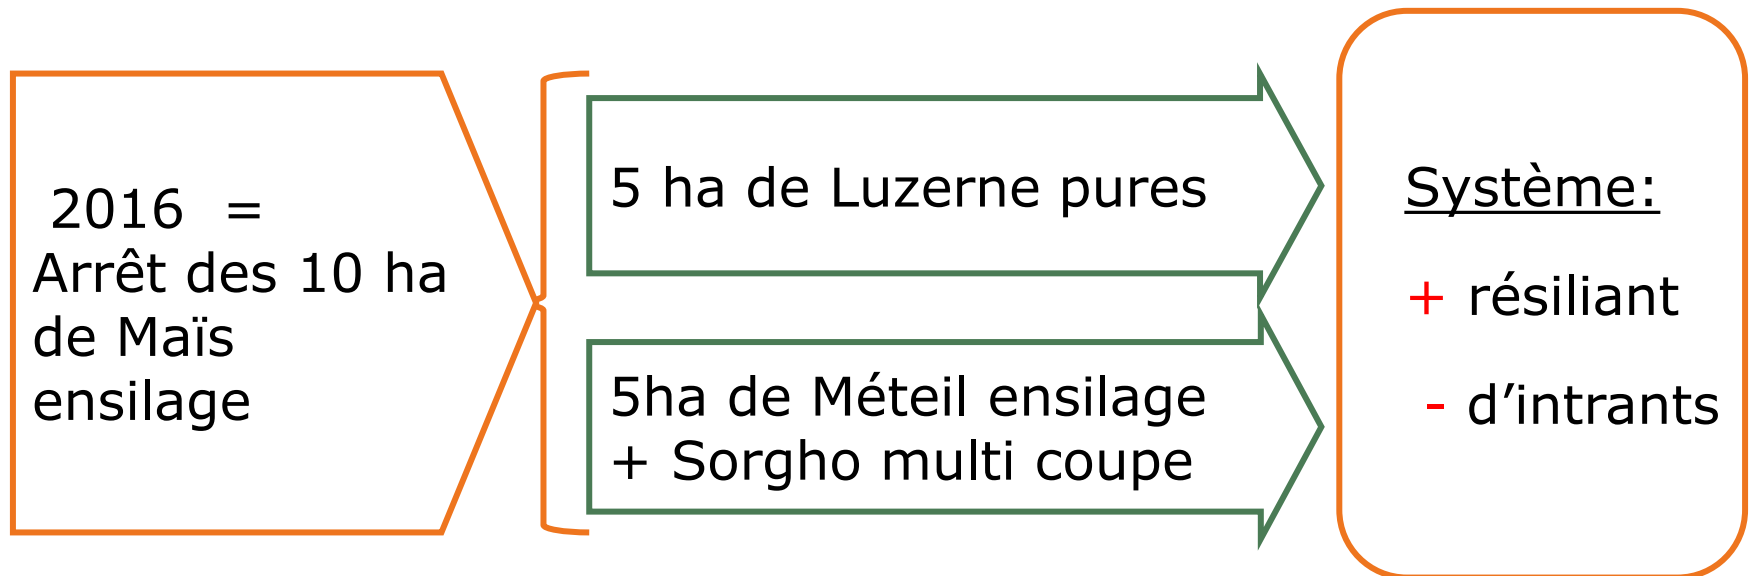 2016 =
Arrêt des 10 ha
de Maïs
ensilage
5 ha de Luzerne pures
5ha de Méteil ensilage
+ Sorgho multi coupe
Système:
+ résiliant
- d’intrants